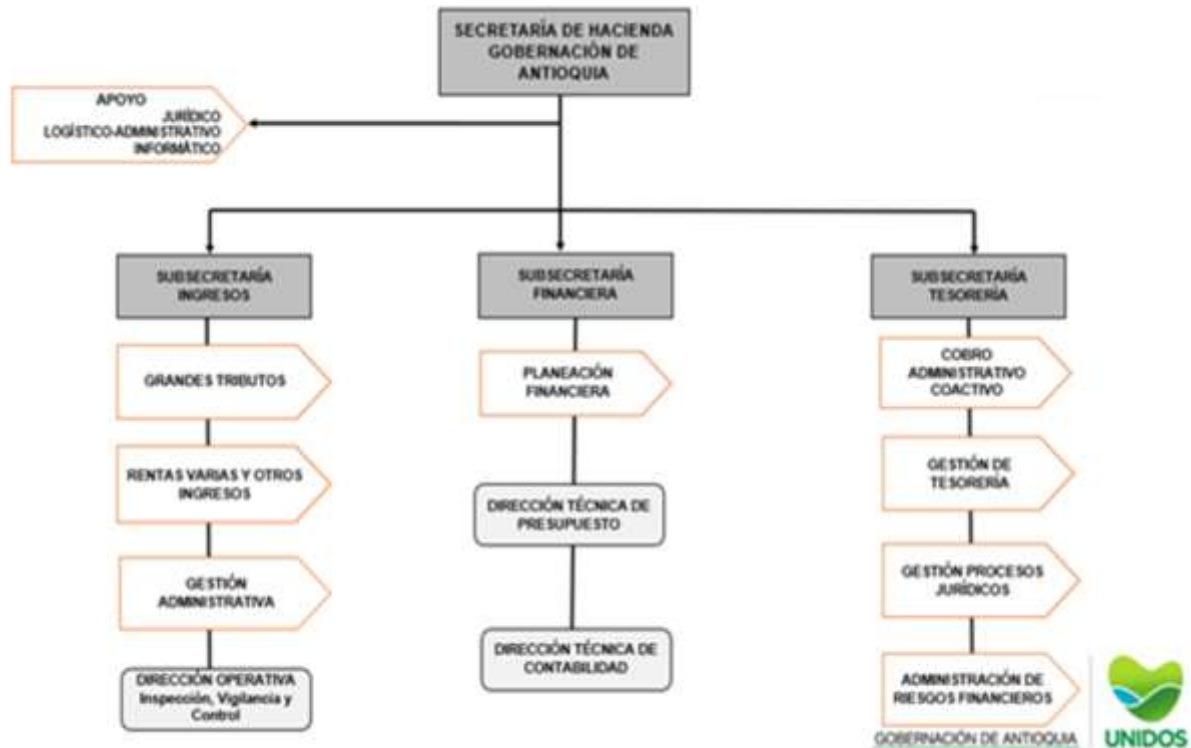 SECRETARÍA DE HACIENDA
GOBERNACIÓN DE
ANTIOQUIA
APOYO
JURÍDICO
LOGÍSTICO-ADMINISTRATIVO
INFORMÁTICO
SUBSECRETARÍA
INGRESOS
GRANDES TRIBUTOS
RENTAS VARIAS Y OTROS
INGRESOS
GESTIÓN
ADMINISTRATIVA
DIRECCIÓN OPERATIVA
Inspección, Vigilancia y
Control
SUBSECRETARÍA
FINANCIERA
PLANEACIÓN
FINANCIERA
DIRECCIÓN TÉCNICA DE
PRESUPUESTO
DIRECCIÓN TÉCNICA DE
CONTABILIDAD
SUBSECRETARÍA
TESORERÍA
COBRO
ADMINISTRATIVO
COACTIVO
GESTIÓN DE
TESORERÍA
GESTIÓN PROCESOS
JURÍDICOS
ADMINISTRACIÓN DE
RIESGOS FINANCIEROS
GOBERNACIÓN DE ANTIOQUIA
UNIDOS